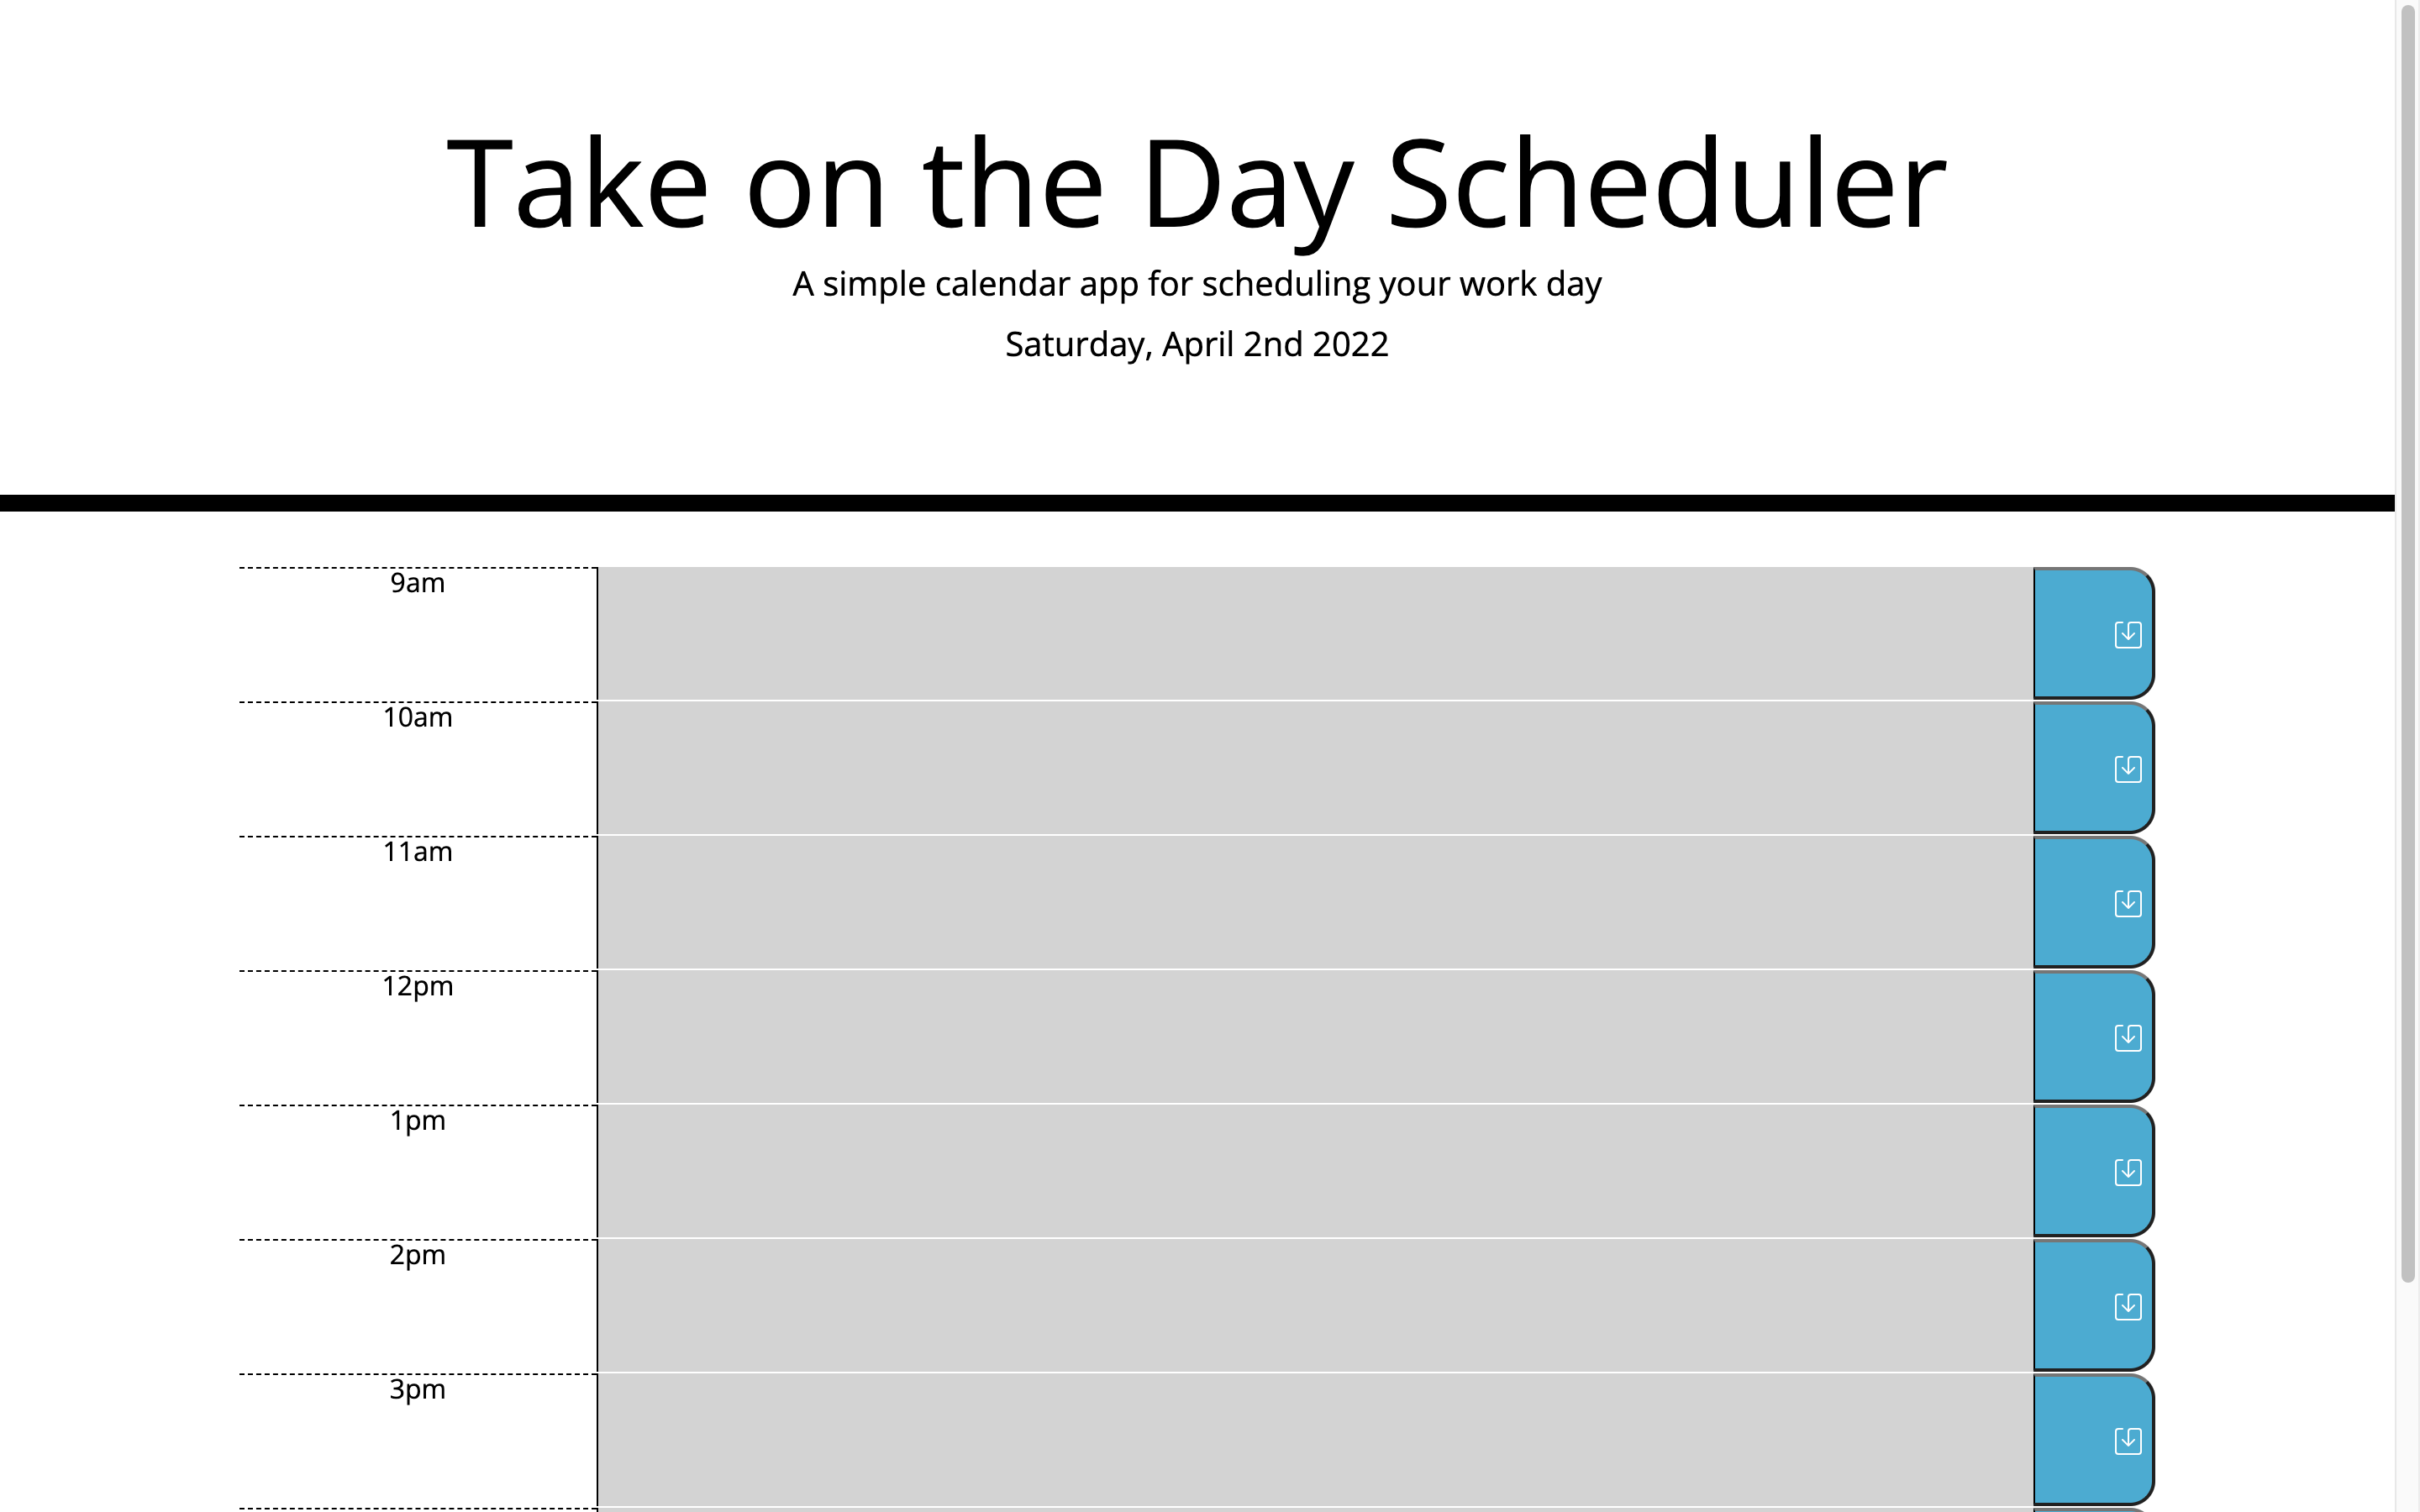 Take on the Day Scheduler
A simple calendar app for scheduling your work day
Saturday, April 2nd 2022
9am
10am
11am
12pm
1pm
2pm
3pm